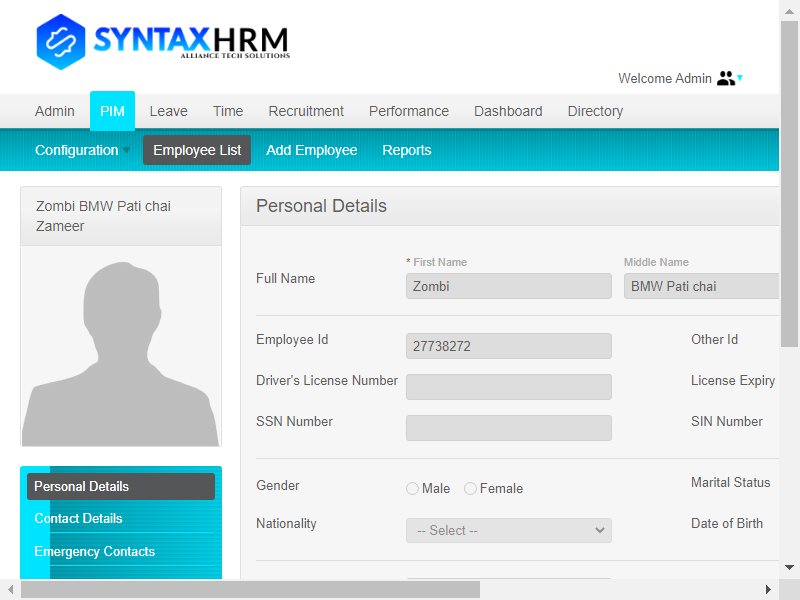 SYNTAXHRM
ALLIANCE TECH SOLUTIONS
Welcome Admin
Admin PIM Leave Time Recruitment Performance Dashboard Directory
Configuration Employee List Add Employee Reports
Zombi BMW Pati chai
Zameer
Personal Details
* First Name Middle Name
Full Name
Zombi BMW Pati chai
Employee Id 27738272 Other Id
Driver's License Number License Expiry
SSN Number SIN Number
Gender Male Female Marital Status
Nationality -- Select -- Date of Birth
Personal Details
Contact Details
Emergency Contacts